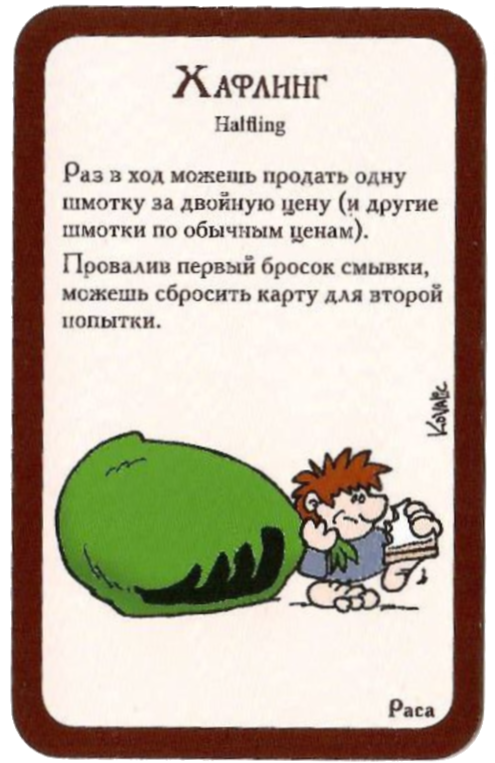 Хафлинг
Halfling
Раз в ход можешь продать одну
шмотку за двойную цену (и другие
шмотки по обычным ценам).
Провалив первый бросок смывки,
можешь сбросить карту для второй
попытки.
Kovalic
Раса